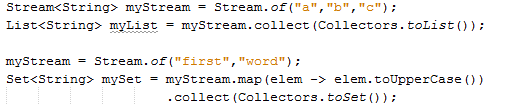 Stream<String> myStream = Stream.of("a","b","c");
List<String> myList = myStream.collect(Collectors.toList());
myStream = Stream.of("first","word");
Set<String> mySet = myStream.map(elem -> elem.toUpperCase())
.collect(Collectors.toSet());